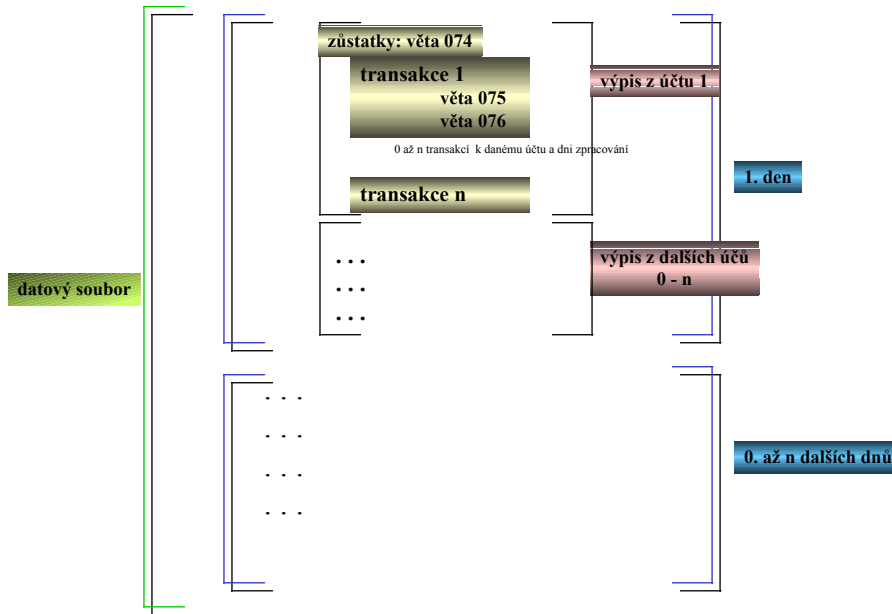 zůstatky: věta 074
transakce 1
věta 075
věta 076
výpis z účtu 1
0 až n transakcí k danému účtu a dni zpracování
1. den
transakce n
výpis z dalších účů
0 - n
...
...
...
datový soubor
. . .
. . .
. . .
. . .
0. až n dalších dnů